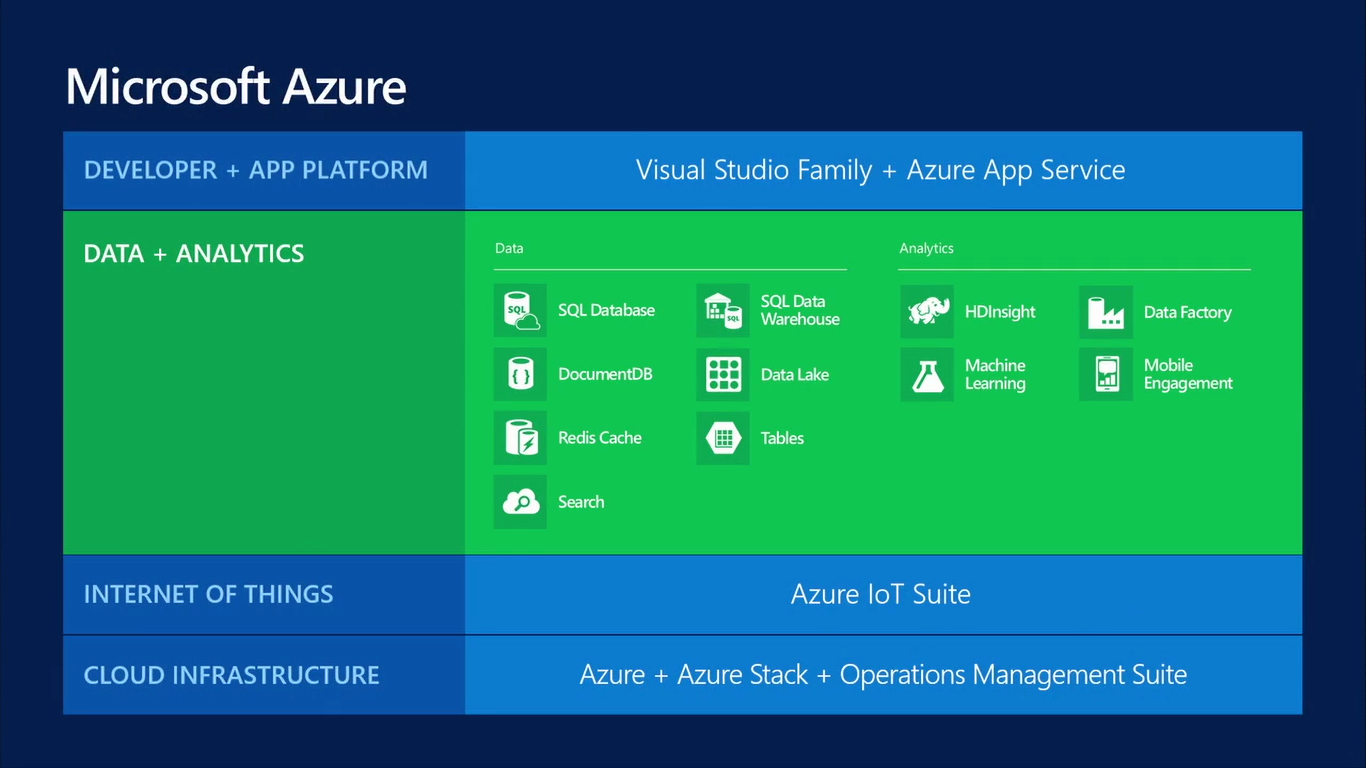 Microsoft Azure
DEVELOPER + APP PLATFORM
Visual Studio Family + Azure App Service
DATA + ANALYTICS
Data
SQL
SQL Database
SQL
SQL Data
Warehouse
{ }
DocumentDB
Data Lake
Redis Cache
Tables
Search
Analytics
HDInsight
Data Factory
Machine
Learning
Mobile
Engagement
INTERNET OF THINGS
Azure IoT Suite
CLOUD INFRASTRUCTURE
Azure + Azure Stack + Operations Management Suite